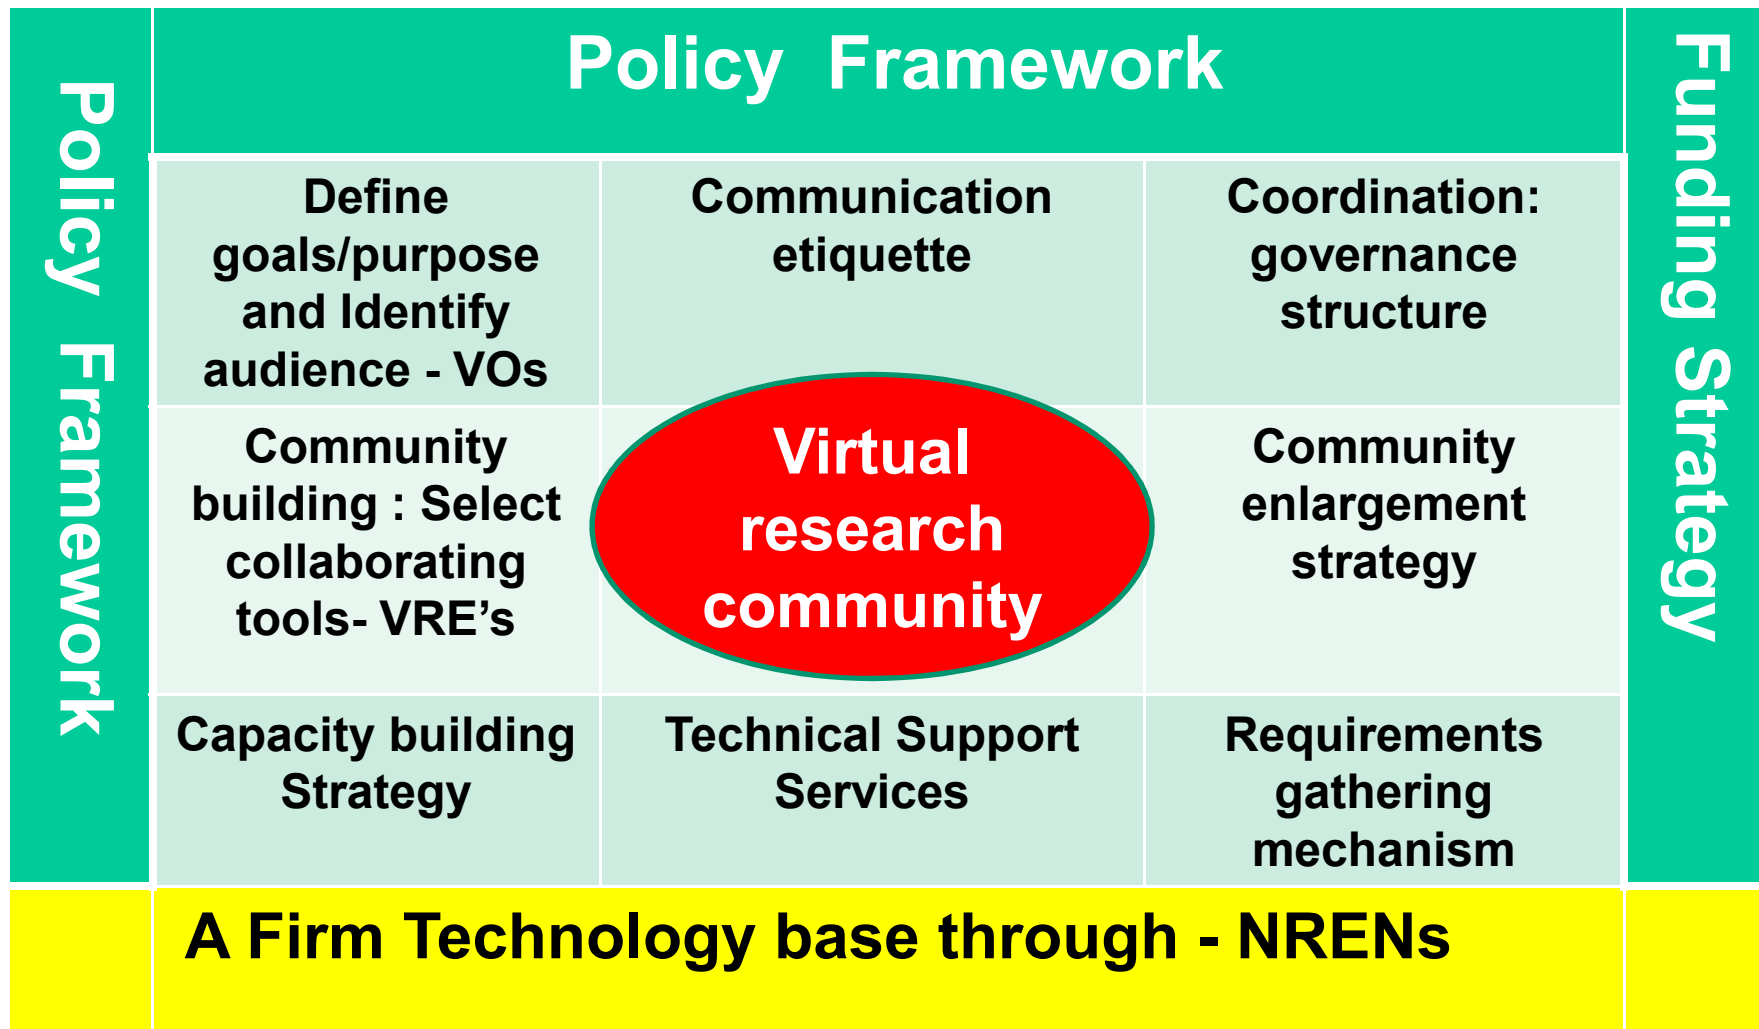 Policy Framework
Policy Framework
Funding Strategy
Define
goals/purpose
and Identify
audience - VOs
Communication
etiquette
Coordination:
governance
structure
Community
building : Select
collaborating
tools- VRE’s
Virtual
research
community
Community
enlargement
strategy
Capacity building
Strategy
Technical Support
Services
Requirements
gathering
mechanism
A Firm Technology base through - NRENs